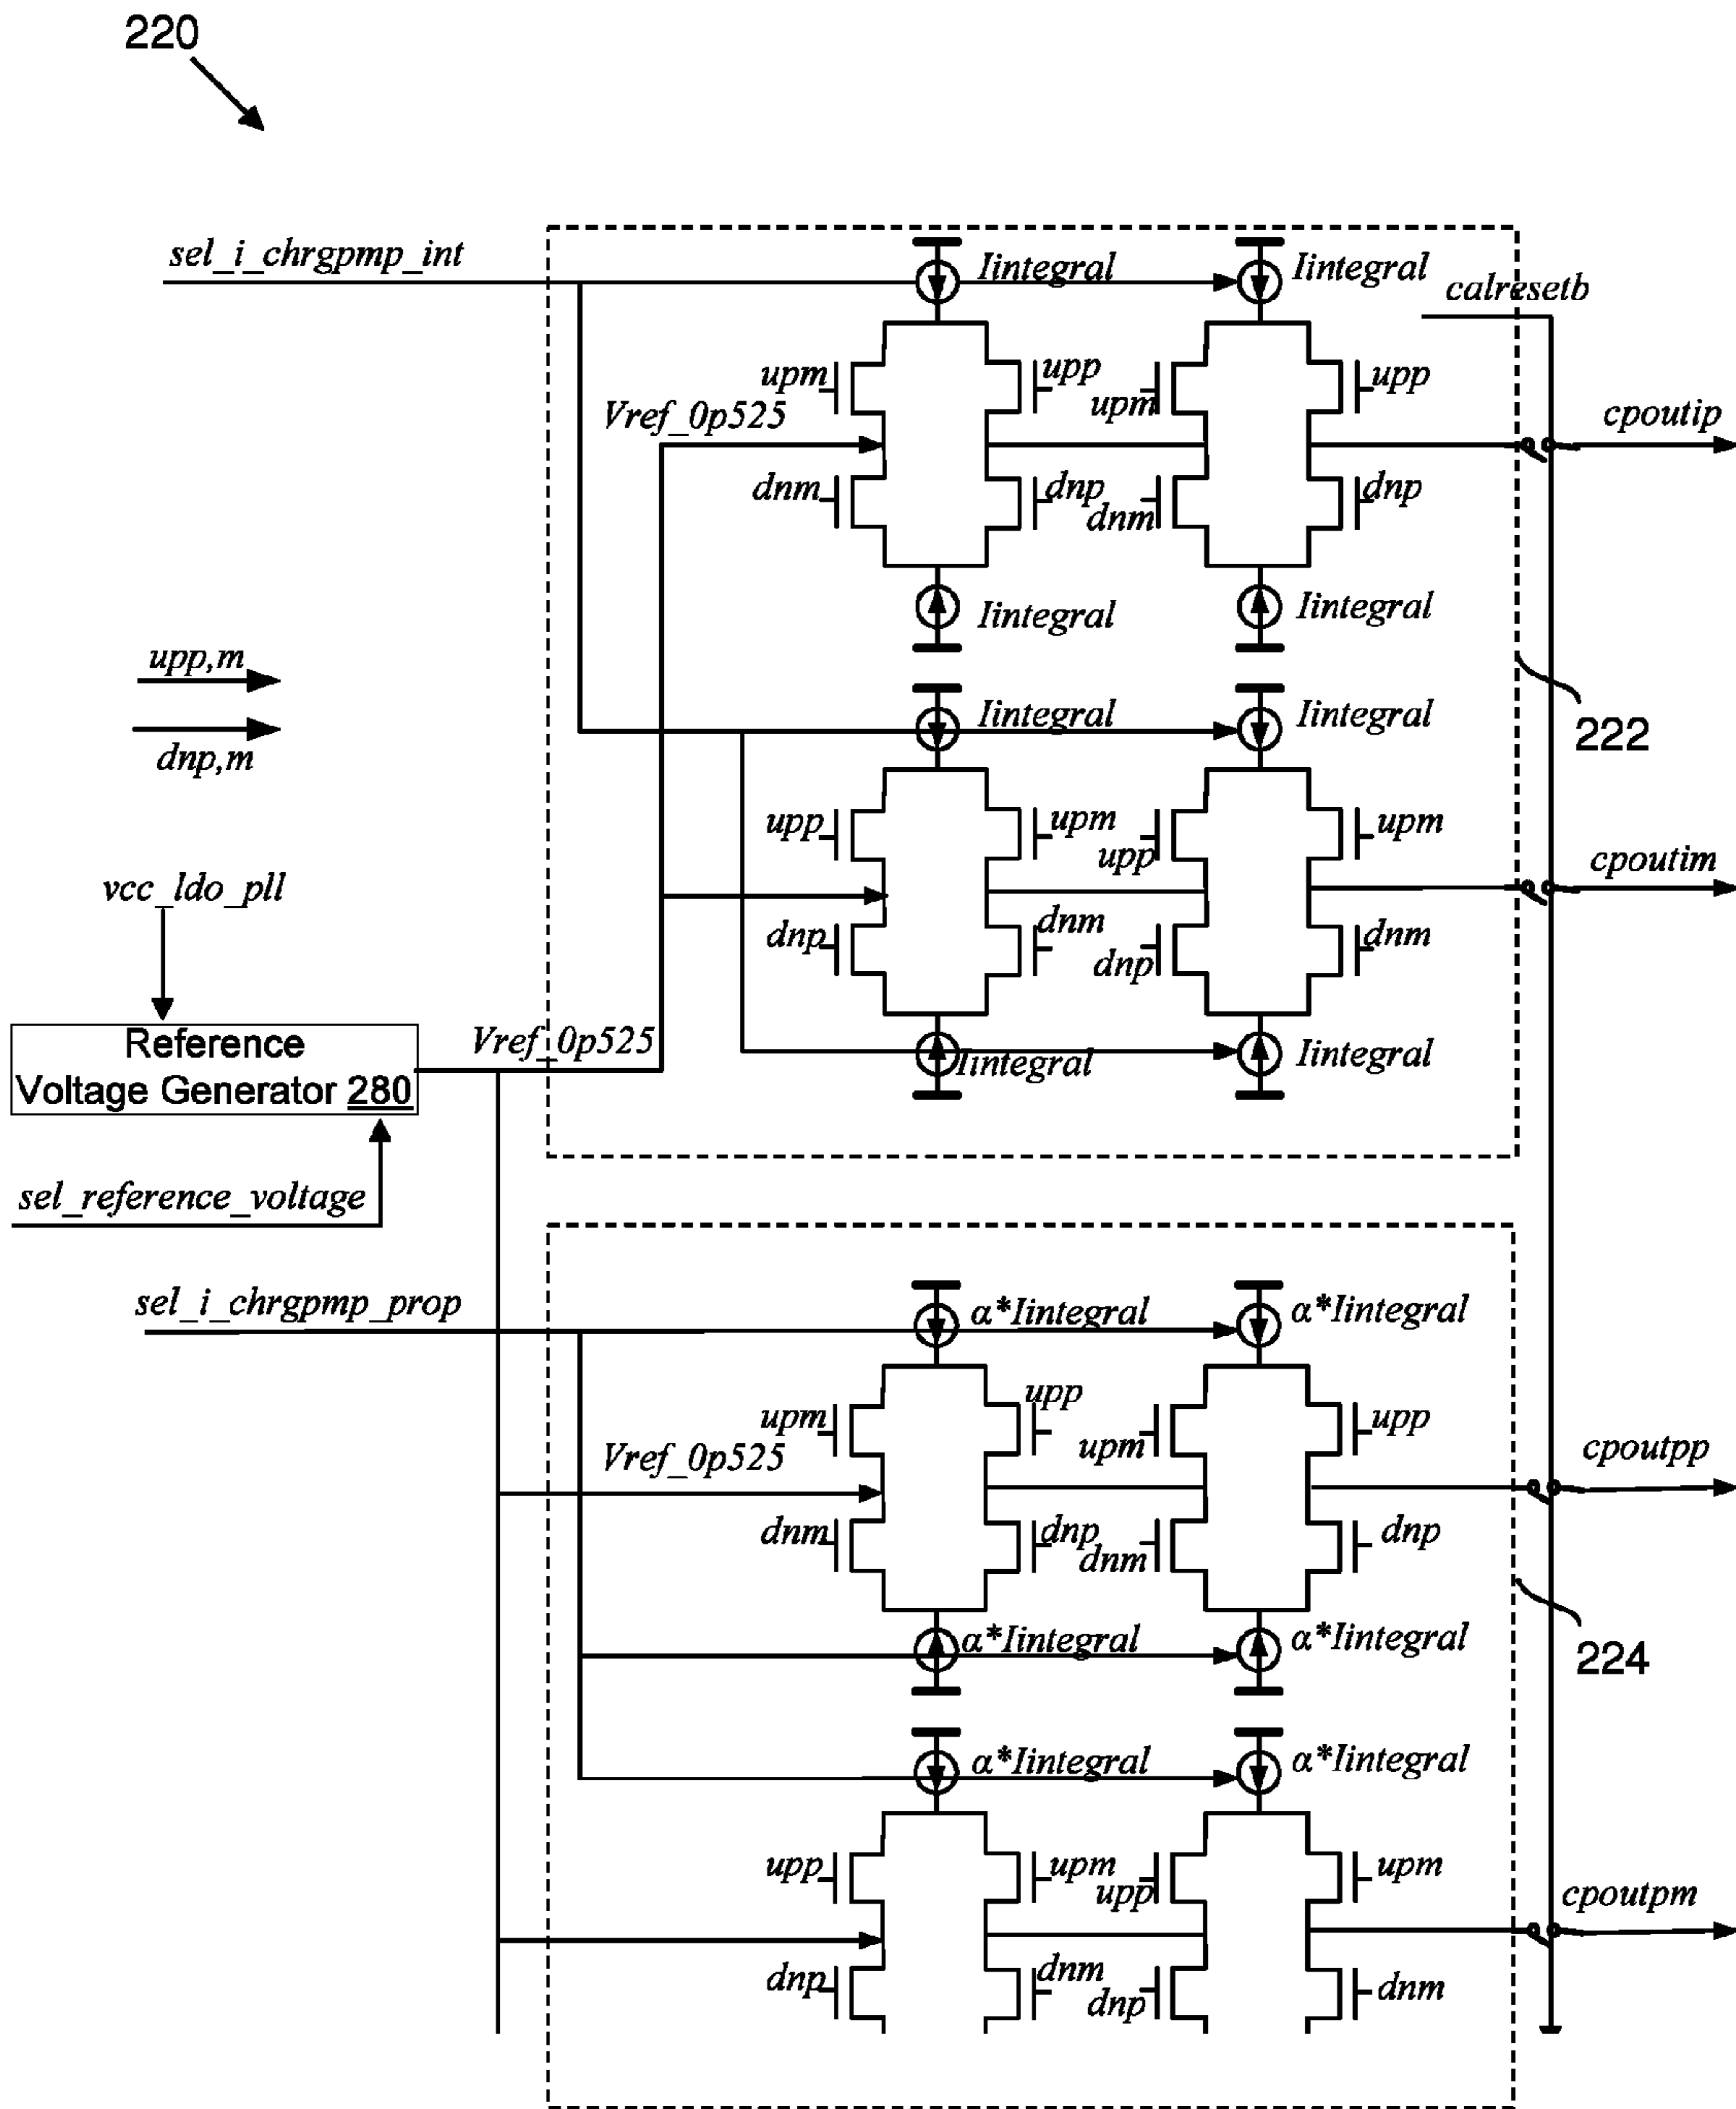 220
sel_i_chrgpmp_int
Iintegral
Iintegral
calresetb
upm
upp
upm
upp
Vref_0p525
cpoutip
dnm
dnp
dnm
dnp
Iintegral
Iintegral
upp,m
dnp,m
Iintegral
Iintegral
222
upp
upm
upp
upm
cpoutim
vcc_ldo_pll
dnp
dnm
dnp
dnm
Reference
Voltage Generator 280
Vref_0p525
Iintegral
Iintegral
sel_reference_voltage
sel_i_chrgpmp_prop
α*Iintegral
α*Iintegral
upm
upp
upm
upp
Vref_0p525
cpoutpp
dnm
dnp
dnm
dnp
α*Iintegral
α*Iintegral
224
α*Iintegral
α*Iintegral
upp
upm
upp
upm
cpoutpm
dnp
dnm
dnp
dnm